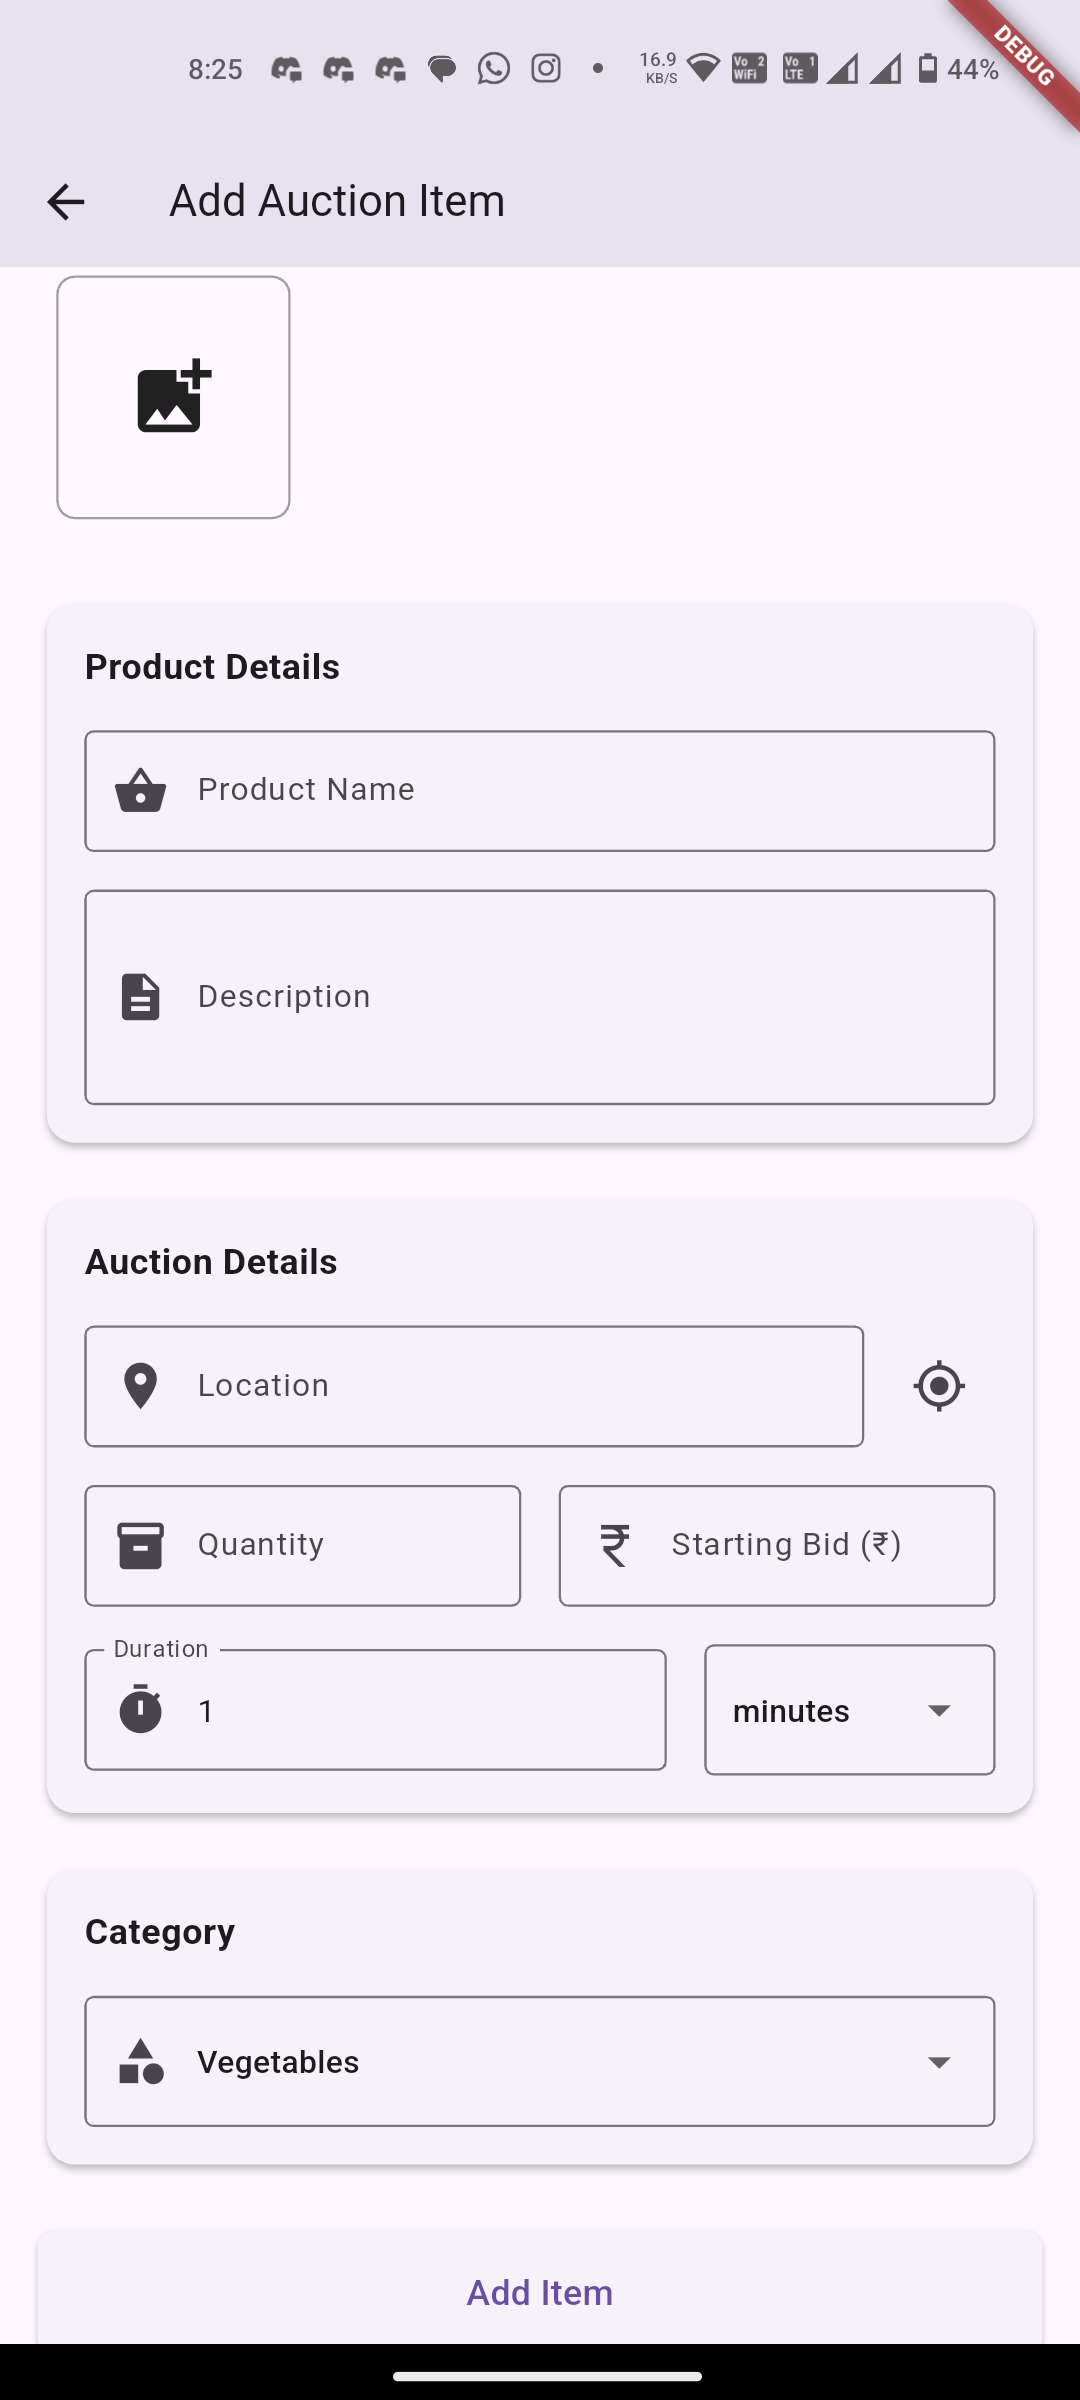 8:25 16.9 KB/S Vo 2 WiFi Vo 1 LTE 44%
DEBUG
Add Auction Item
Product Details
Product Name
Description
Auction Details
Location
Quantity Starting Bid (₹)
Duration
1 minutes
Category
Vegetables
Add Item